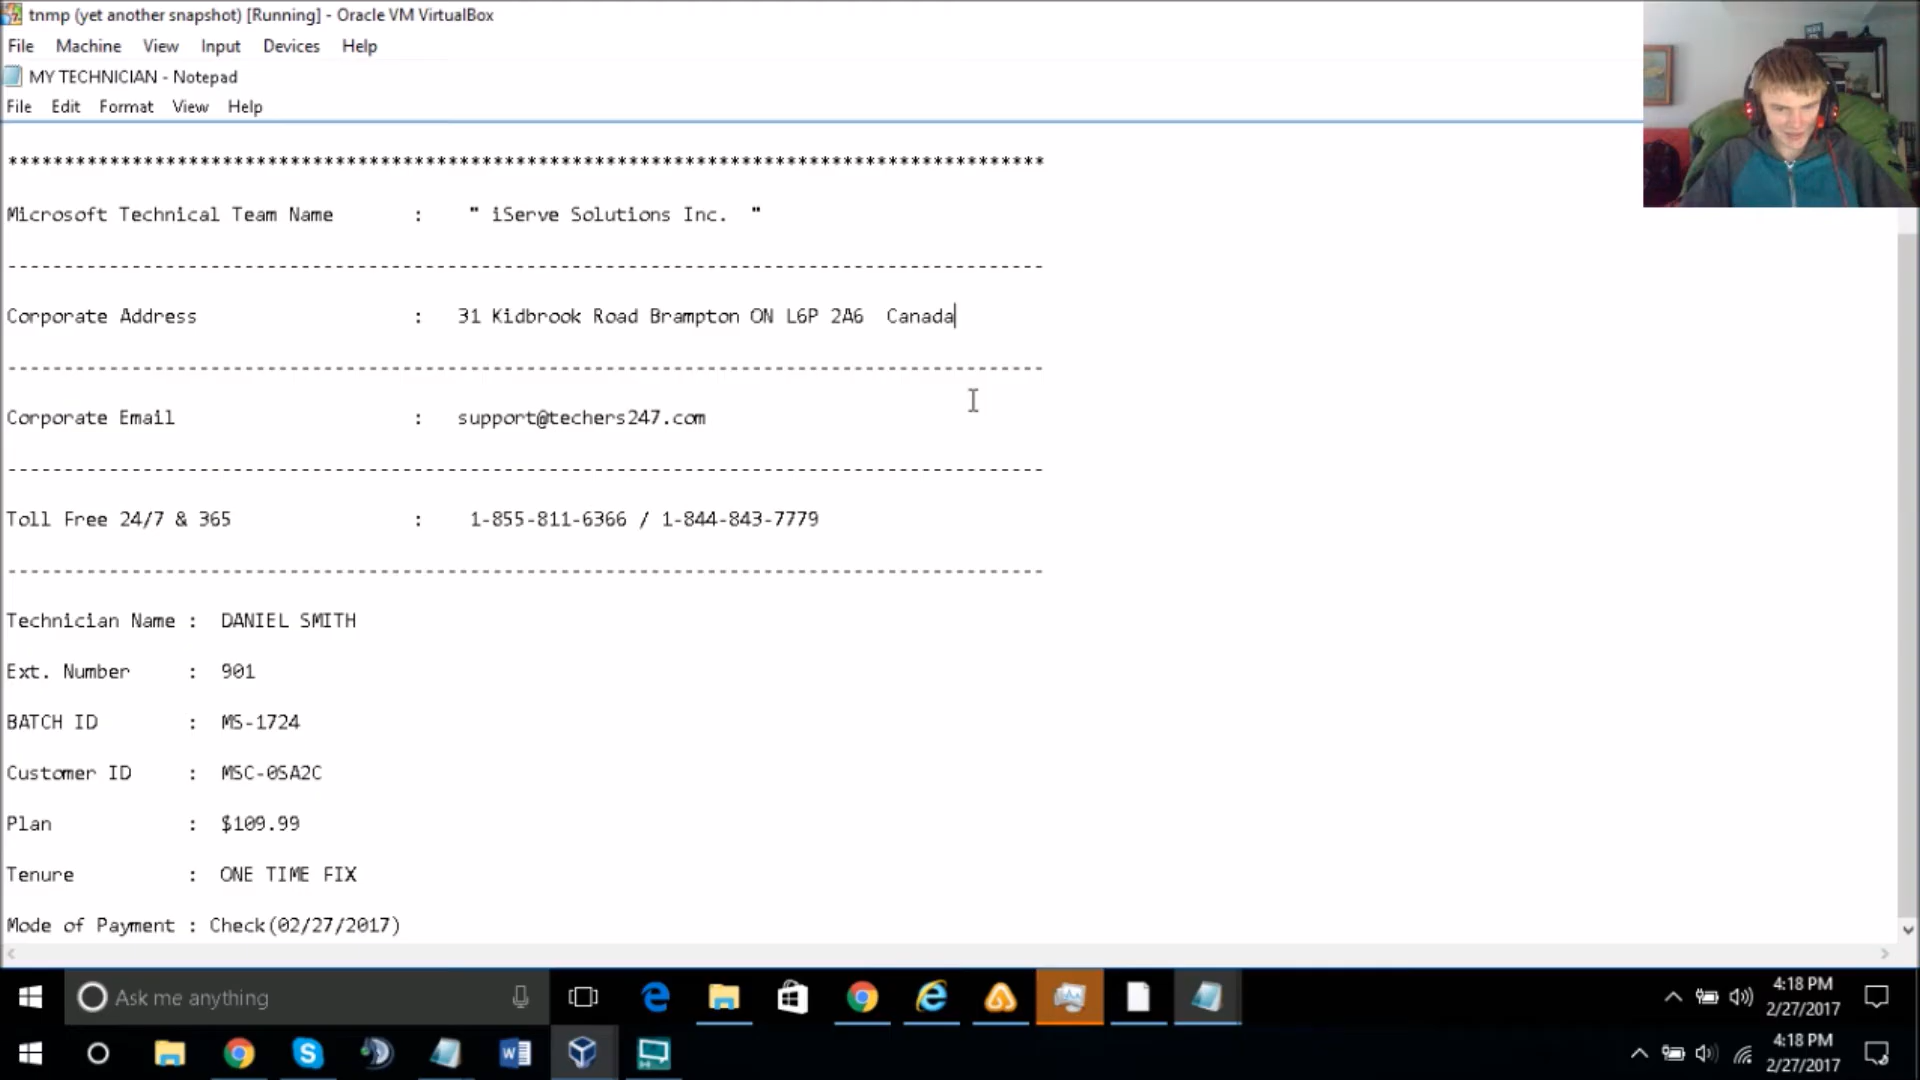 tnmp (yet another snapshot) [Running] - Oracle VM VirtualBox
File Machine View Input Devices Help
MY TECHNICIAN - Notepad
File Edit Format View Help
********************************************************************************************
Microsoft Technical Team Name : " iServe Solutions Inc. "
--------------------------------------------------------------------------------------------
Corporate Address : 31 Kidbrook Road Brampton ON L6P 2A6 Canada
--------------------------------------------------------------------------------------------
Corporate Email : support@techers247.com
--------------------------------------------------------------------------------------------
Toll Free 24/7 & 365 : 1-855-811-6366 / 1-844-843-7779
--------------------------------------------------------------------------------------------
Technician Name : DANIEL SMITH
Ext. Number : 901
BATCH ID : MS-1724
Customer ID : MSC-0SA2C
Plan : $109.99
Tenure : ONE TIME FIX
Mode of Payment : Check(02/27/2017)
Ask me anything
4:18 PM
2/27/2017
4:18 PM
2/27/2017